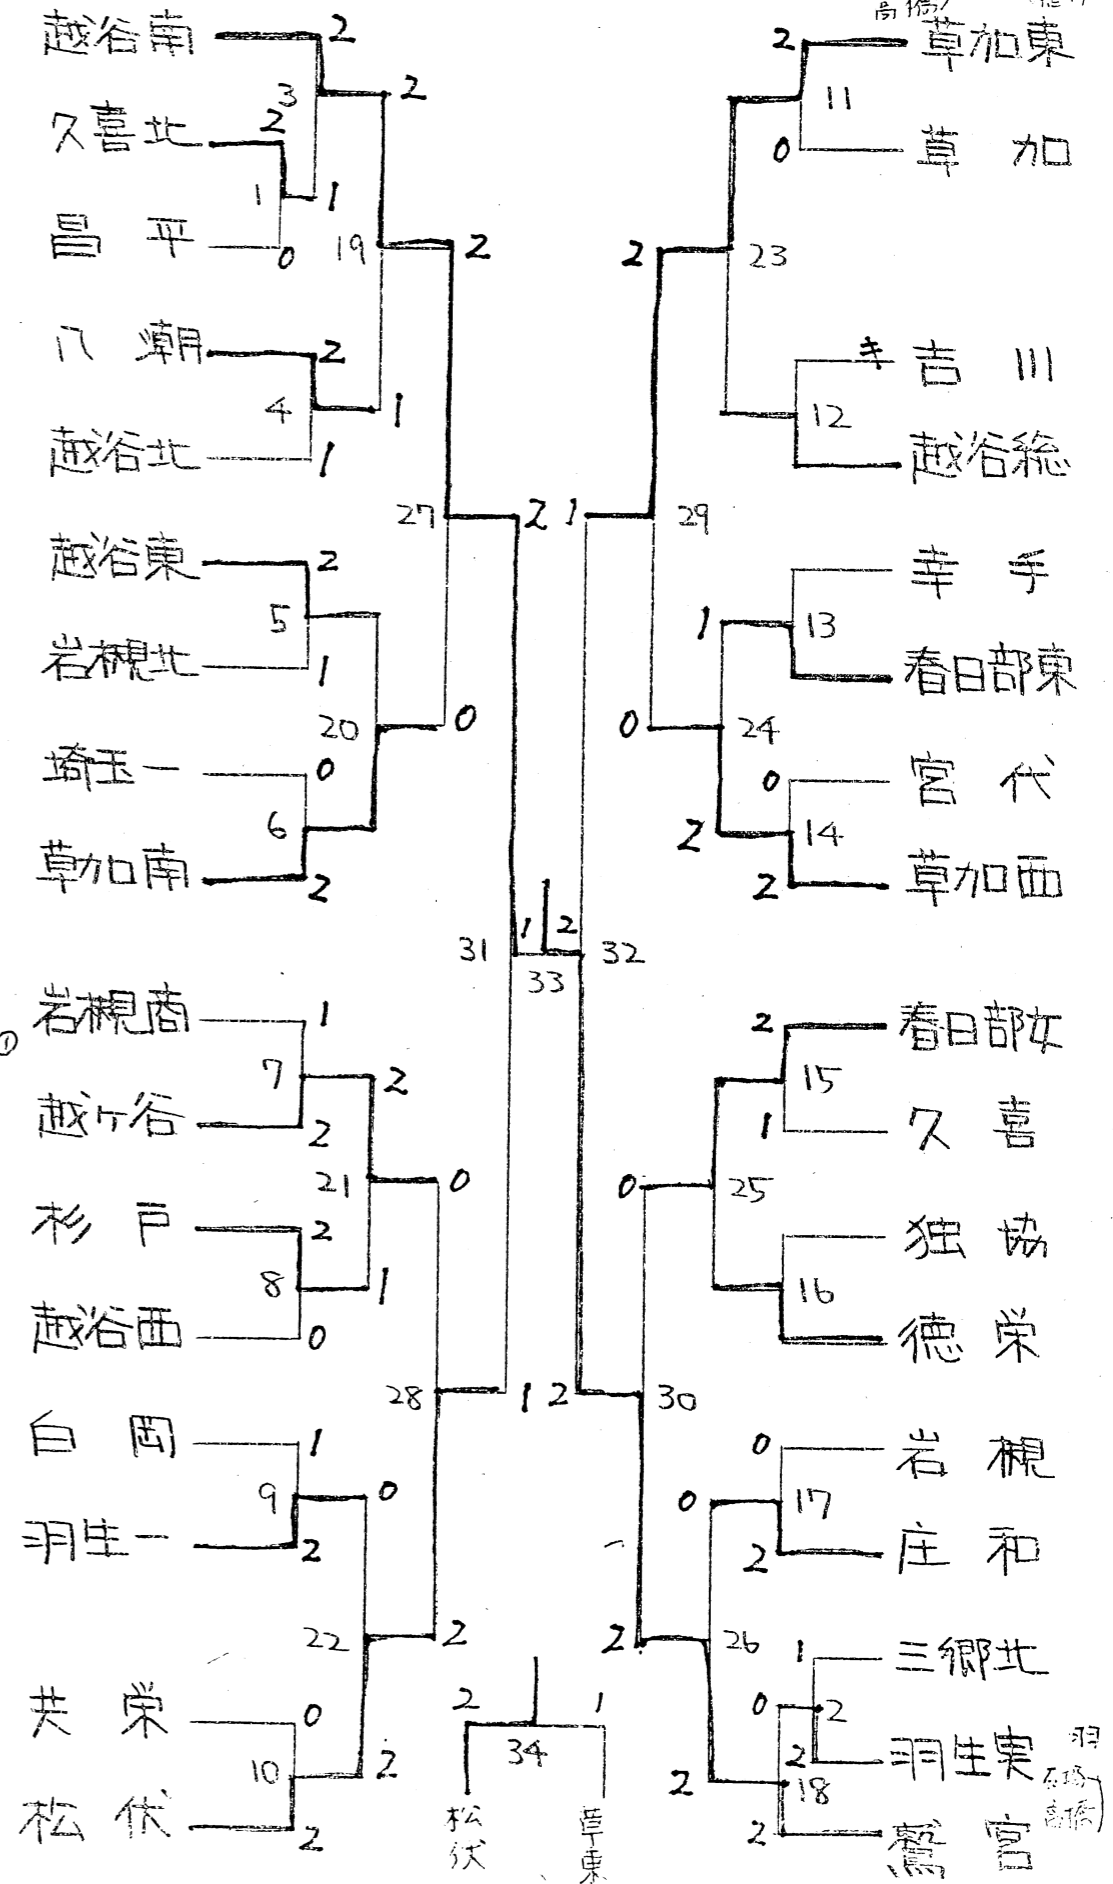 越谷南 2
3 2
久喜北 2
1 1
昌平 0
19 2
八潮 2
4 1
越谷北 1
27 2
越谷東 2
5
岩槻北 1
20 0
埼玉一 0
6
草加南 2
31 1
岩槻商 1
①
7 2
越ヶ谷 2
21 0
杉戸 2
8 1
越谷西 0
28 1
白岡 1
9 0
羽生一 2
22 2
共栄 0
10 2
松伏 2
33
2 34 1
松伏
草東
高橋
2 草加東
11
0 草加
2 23
吉川
12
越谷総
1 29
幸手
1 13
春日部東
0 24
0 宮代
2 14
2 草加西
2 32
2 春日部女
15
1 久喜
0 25
独協
16
徳栄
2 30
0 岩槻
0 17
2 庄和
2 26
1 三郷北
0 2
2 羽生実
羽
高橋
2 18
2 鷲宮